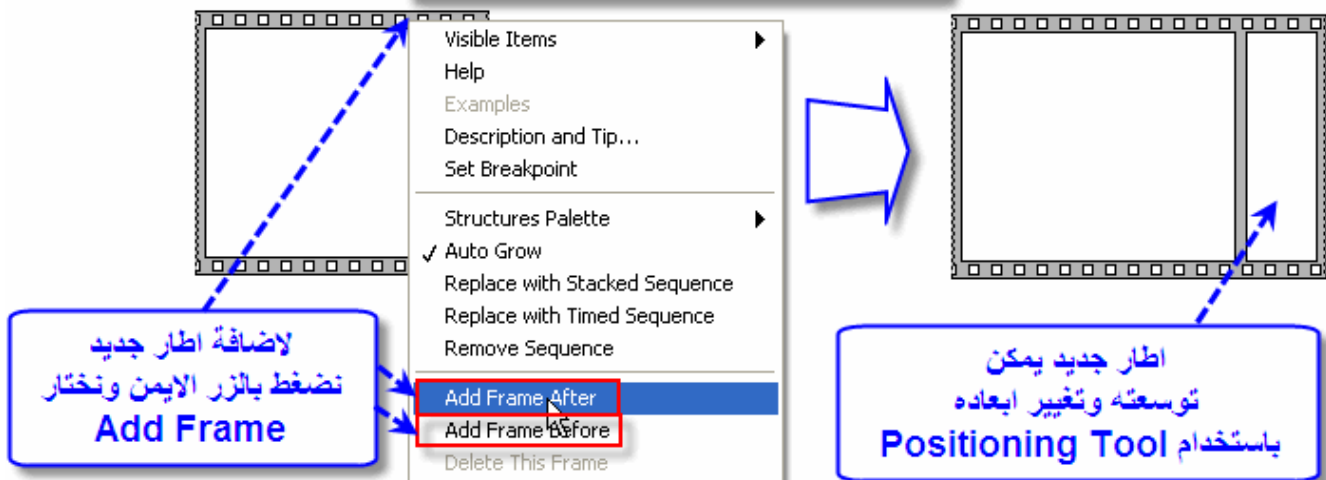 Visible Items
Help
Examples
Description and Tip...
Set Breakpoint
Structures Palette
Auto Grow
Replace with Stacked Sequence
Replace with Timed Sequence
Remove Sequence
Add Frame After
Add Frame Before
Delete This Frame
لاضافة اطار جديد
نضغط بالزر الايمن ونختار
Add Frame
اطار جديد يمكن
توسعته وتغيير ابعاده
باستخدام Positioning Tool